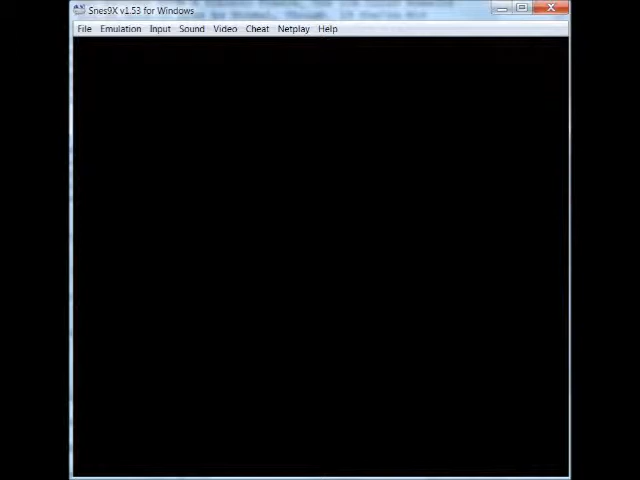 Snes9X v1.53 for Windows
File Emulation Input Sound Video Cheat Netplay Help